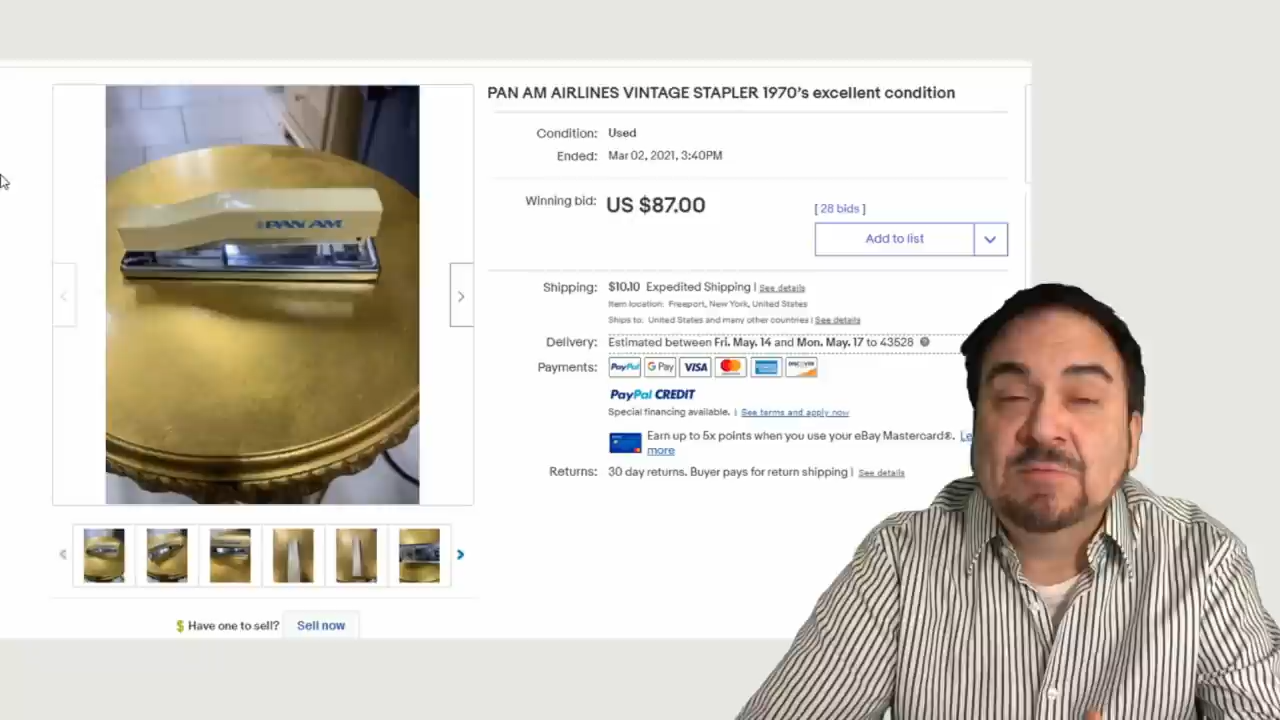 PAN AM AIRLINES VINTAGE STAPLER 1970's excellent condition
Condition: Used
Ended: Mar 02, 2021, 3:40PM
Winning bid: US $87.00 [ 28 bids ]
Add to list
PAN AM
Shipping: $10.10 Expedited Shipping | See details
Item location: Freeport, New York, United States
Ships to: United States and many other countries | See details
Delivery: Estimated between Fri. May. 14 and Mon. May. 17 to 43528
Payments: PayPal G Pay VISA DISCOVER
PayPal CREDIT
Special financing available. | See terms and apply now
Earn up to 5x points when you use your eBay Mastercard®. Le
more
Returns: 30 day returns. Buyer pays for return shipping | See details
$ Have one to sell? Sell now